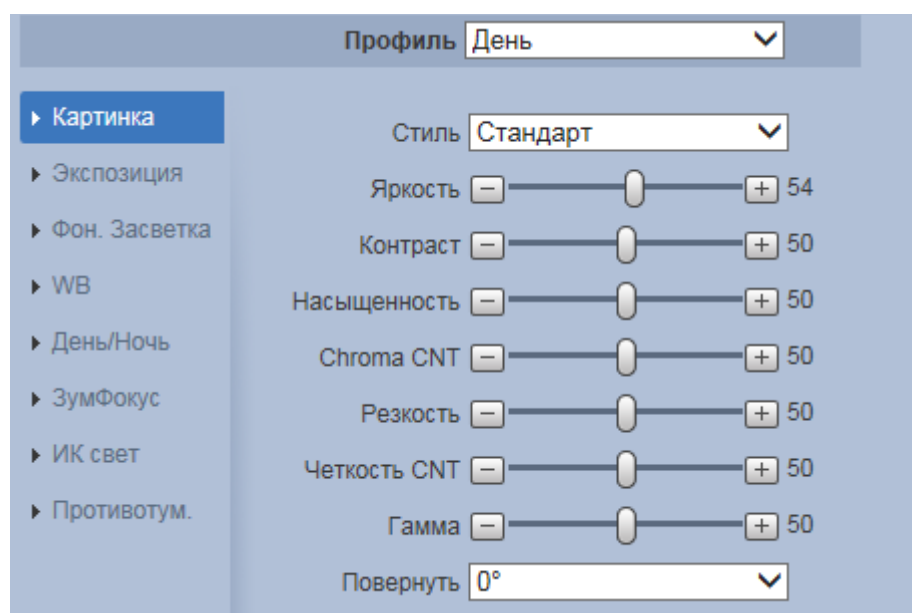 Профиль День
Картинка
Экспозиция
Фон. Засветка
WB
День/Ночь
ЗумФокус
ИК свет
Противотум.
Стиль Стандарт
Яркость 54
Контраст 50
Насыщенность 50
Chroma CNT 50
Резкость 50
Четкость CNT 50
Гамма 50
Повернуть 0°